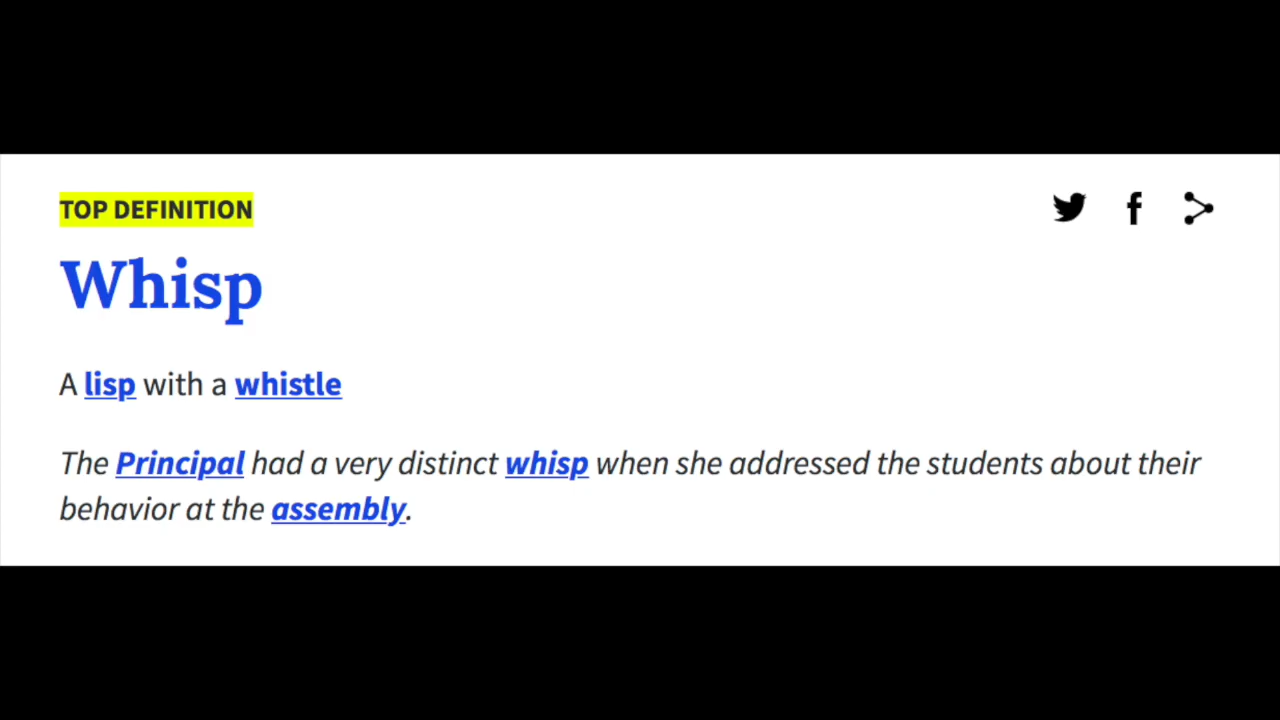 TOP DEFINITION
Whisp
A lisp with a whistle
The Principal had a very distinct whisp when she addressed the students about their
behavior at the assembly.